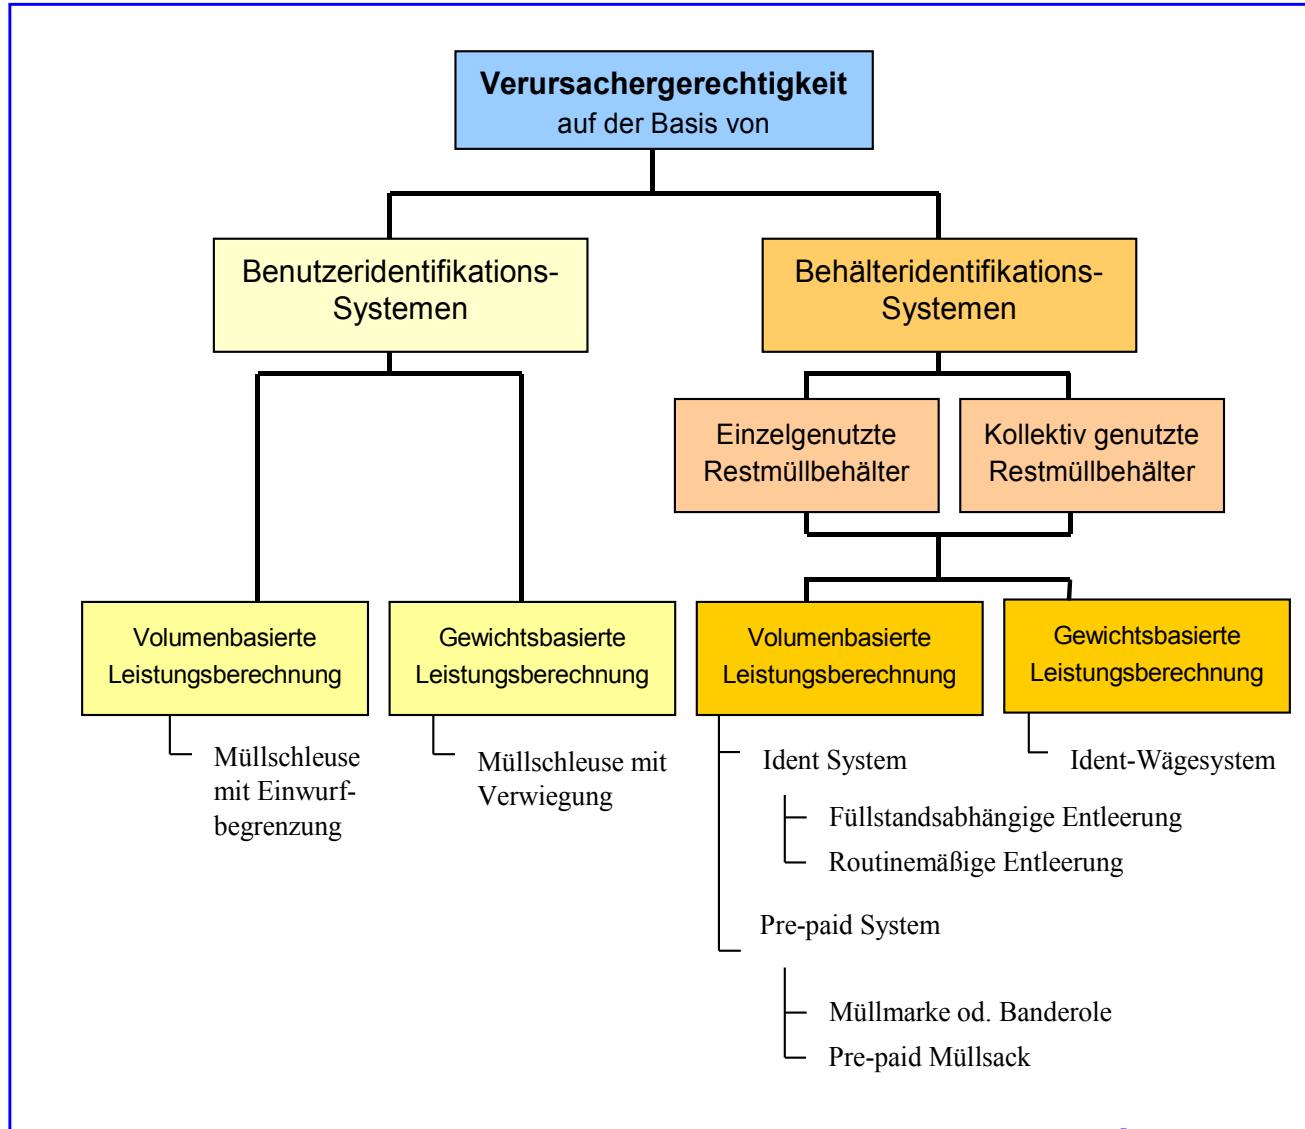 Verursachergerechtigkeit
auf der Basis von
Benutzeridentifikations-
Systemen
Behälteridentifikations-
Systemen
Einzelgenutzte
Restmüllbehälter
Kollektiv genutzte
Restmüllbehälter
Volumenbasierte
Leistungsberechnung
Gewichtsbasierte
Leistungsberechnung
Volumenbasierte
Leistungsberechnung
Gewichtsbasierte
Leistungsberechnung
Müllschleuse
mit Einwurf-
begrenzung
Müllschleuse mit
Verwiegung
Ident System
Füllstandsabhängige Entleerung
Routinemäßige Entleerung
Pre-paid System
Müllmarke od. Banderole
Pre-paid Müllsack
Ident-Wägesystem